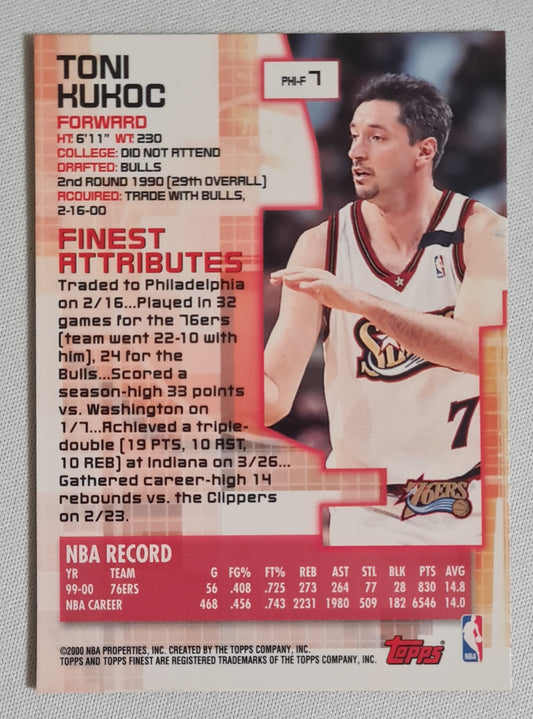 TONI
KUKOC
PHI-F 7
FORWARD
HT: 6'11" WT: 230
COLLEGE: DID NOT ATTEND
DRAFTED: BULLS
2nd ROUND 1990 (29th OVERALL)
ACQUIRED: TRADE WITH BULLS,
2-16-00
FINEST
ATTRIBUTES
Traded to Philadelphia
on 2/16...Played in 32
games for the 76ers
(team went 22-10 with
him), 24 for the
Bulls...Scored a
season-high 33 points
vs. Washington on
1/7...Achieved a triple-
double (19 PTS, 10 AST,
10 REB) at Indiana on 3/26...
Gathered career-high 14
rebounds vs. the Clippers
on 2/23.
7
76ERS
NBA RECORD
YR TEAM G FG% FT% REB AST STL BLK PTS AVG
99-00 76ERS 56 .408 .725 273 264 77 28 830 14.8
NBA CAREER 468 .456 .743 2231 1980 509 182 6546 14.0
©2000 NBA PROPERTIES, INC. CREATED BY THE TOPPS COMPANY, INC.
TOPPS AND TOPPS FINEST ARE REGISTERED TRADEMARKS OF THE TOPPS COMPANY, INC.
Topps
NBA